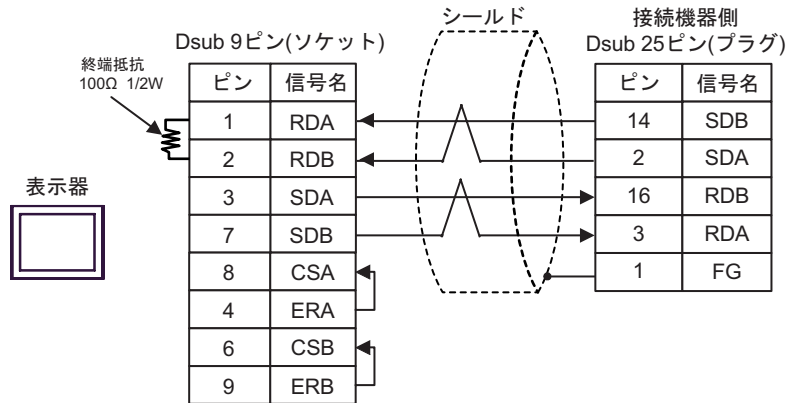 シールド
接続機器側
Dsub 9ピン(ソケット)
Dsub 25ピン(プラグ)
終端抵抗
100Ω 1/2W
ピン 信号名
1 RDA
2 RDB
3 SDA
7 SDB
8 CSA
4 ERA
6 CSB
9 ERB
ピン 信号名
14 SDB
2 SDA
16 RDB
3 RDA
1 FG
表示器